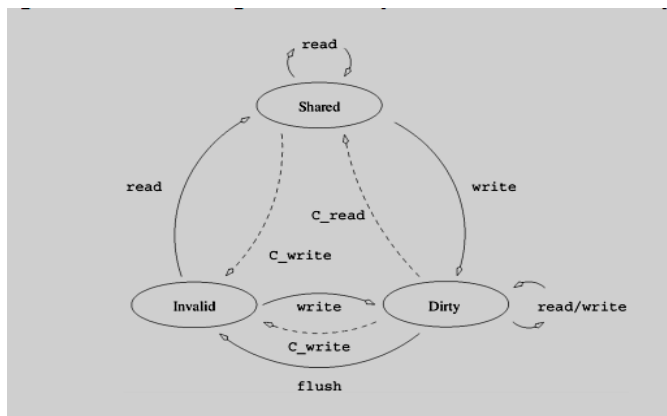 read
Shared
read
write
C_read
C_write
Invalid
write
Dirty
read/write
C_write
flush